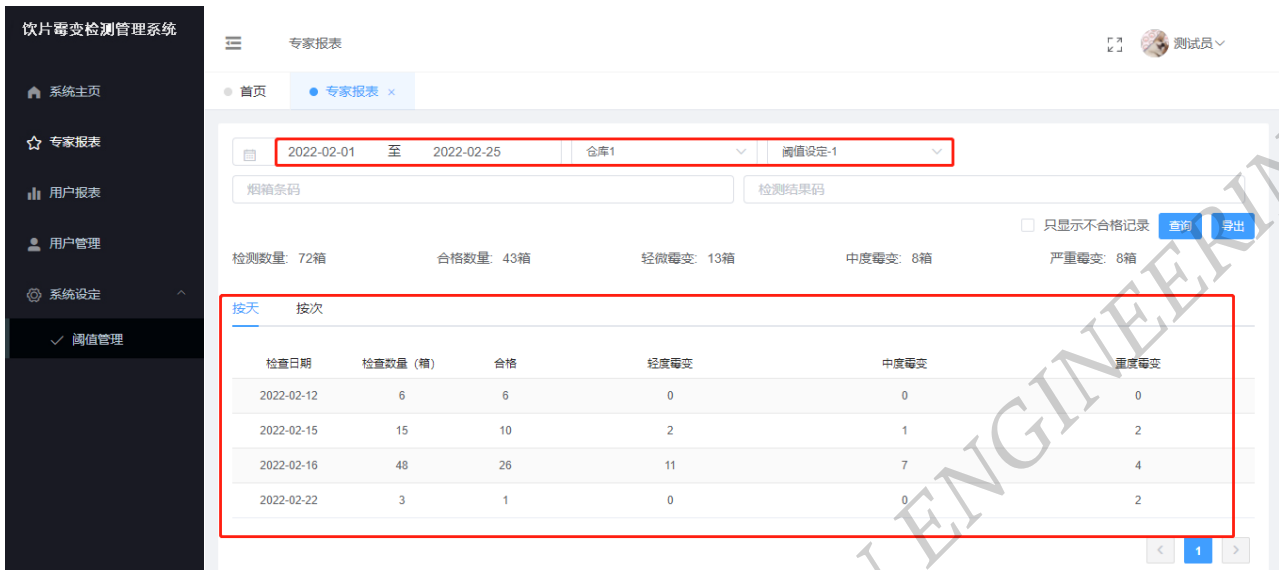 饮片霉变检测管理系统
专家报表
测试员
系统主页
首页
专家报表 ×
专家报表
2022-02-01 至 2022-02-25 仓库1 阈值设定-1
用户报表
烟箱条码 检测结果码
只显示不合格记录 查询 导出
用户管理
检测数量: 72箱 合格数量: 43箱 轻微霉变: 13箱 中度霉变: 8箱 严重霉变: 8箱
系统设定
按天 按次
阈值管理
检查日期 检查数量（箱） 合格 轻度霉变 中度霉变 重度霉变
2022-02-12 6 6 0 0 0
2022-02-15 15 10 2 1 2
2022-02-16 48 26 11 7 4
2022-02-22 3 1 0 0 2
< 1 >